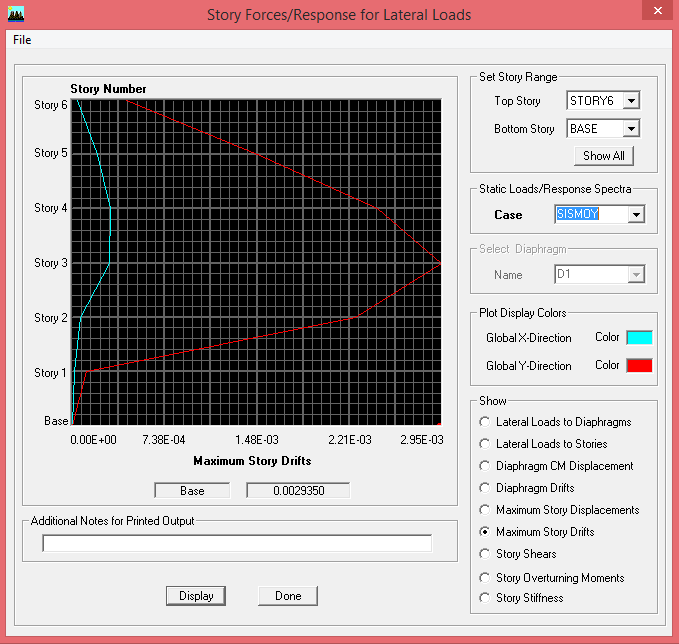 Story Forces/Response for Lateral Loads
File
Story Number
Story 6
Story 5
Story 4
Story 3
Story 2
Story 1
Base
0.00E+00 7.38E-04 1.48E-03 2.21E-03 2.95E-03
Maximum Story Drifts
Base 0.0029350
Additional Notes for Printed Output
Display Done
Set Story Range
Top Story STORY6
Bottom Story BASE
Show All
Static Loads/Response Spectra
Case SISMOY
Select Diaphragm
Name D1
Plot Display Colors
Global X-Direction Color
Global Y-Direction Color
Show
Lateral Loads to Diaphragms
Lateral Loads to Stories
Diaphragm CM Displacement
Diaphragm Drifts
Maximum Story Displacements
Maximum Story Drifts
Story Shears
Story Overturning Moments
Story Stiffness